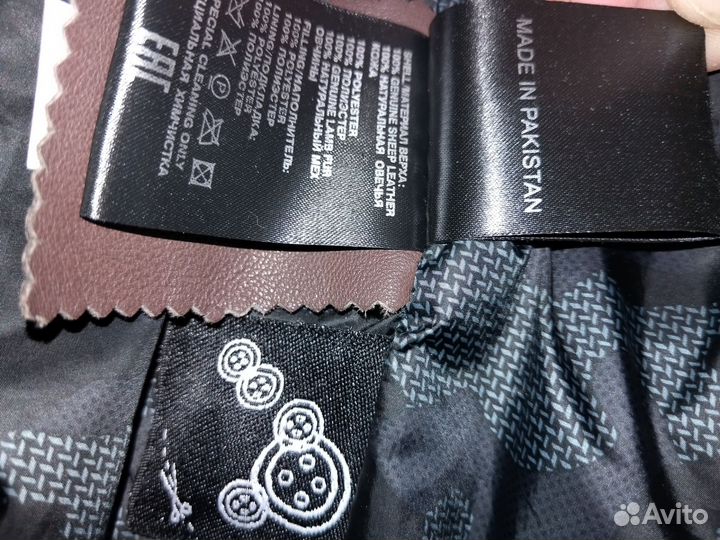 MADE IN PAKISTAN
SHELL/МАТЕРИАЛ ВЕРХА:
100% GENUINE SHEEP LEATHER
100% НАТУРАЛЬНАЯ ОВЕЧЬЯ
КОЖА
100% POLYESTER
100% ПОЛИЭСТЕР
100% GENUINE LAMB FUR
100% НАТУРАЛЬНЫЙ МЕХ
ОВЧИНЫ
FILLING/НАПОЛНИТЕЛЬ:
100% POLYESTER
100% ПОЛИЭСТЕР
LINING/ПОДКЛАДКА:
100% POLYESTER
100% ПОЛИЭСТЕР
SPECIAL CLEANING ONLY
СПЕЦИАЛЬНАЯ ХИМЧИСТКА
EAC
Avito